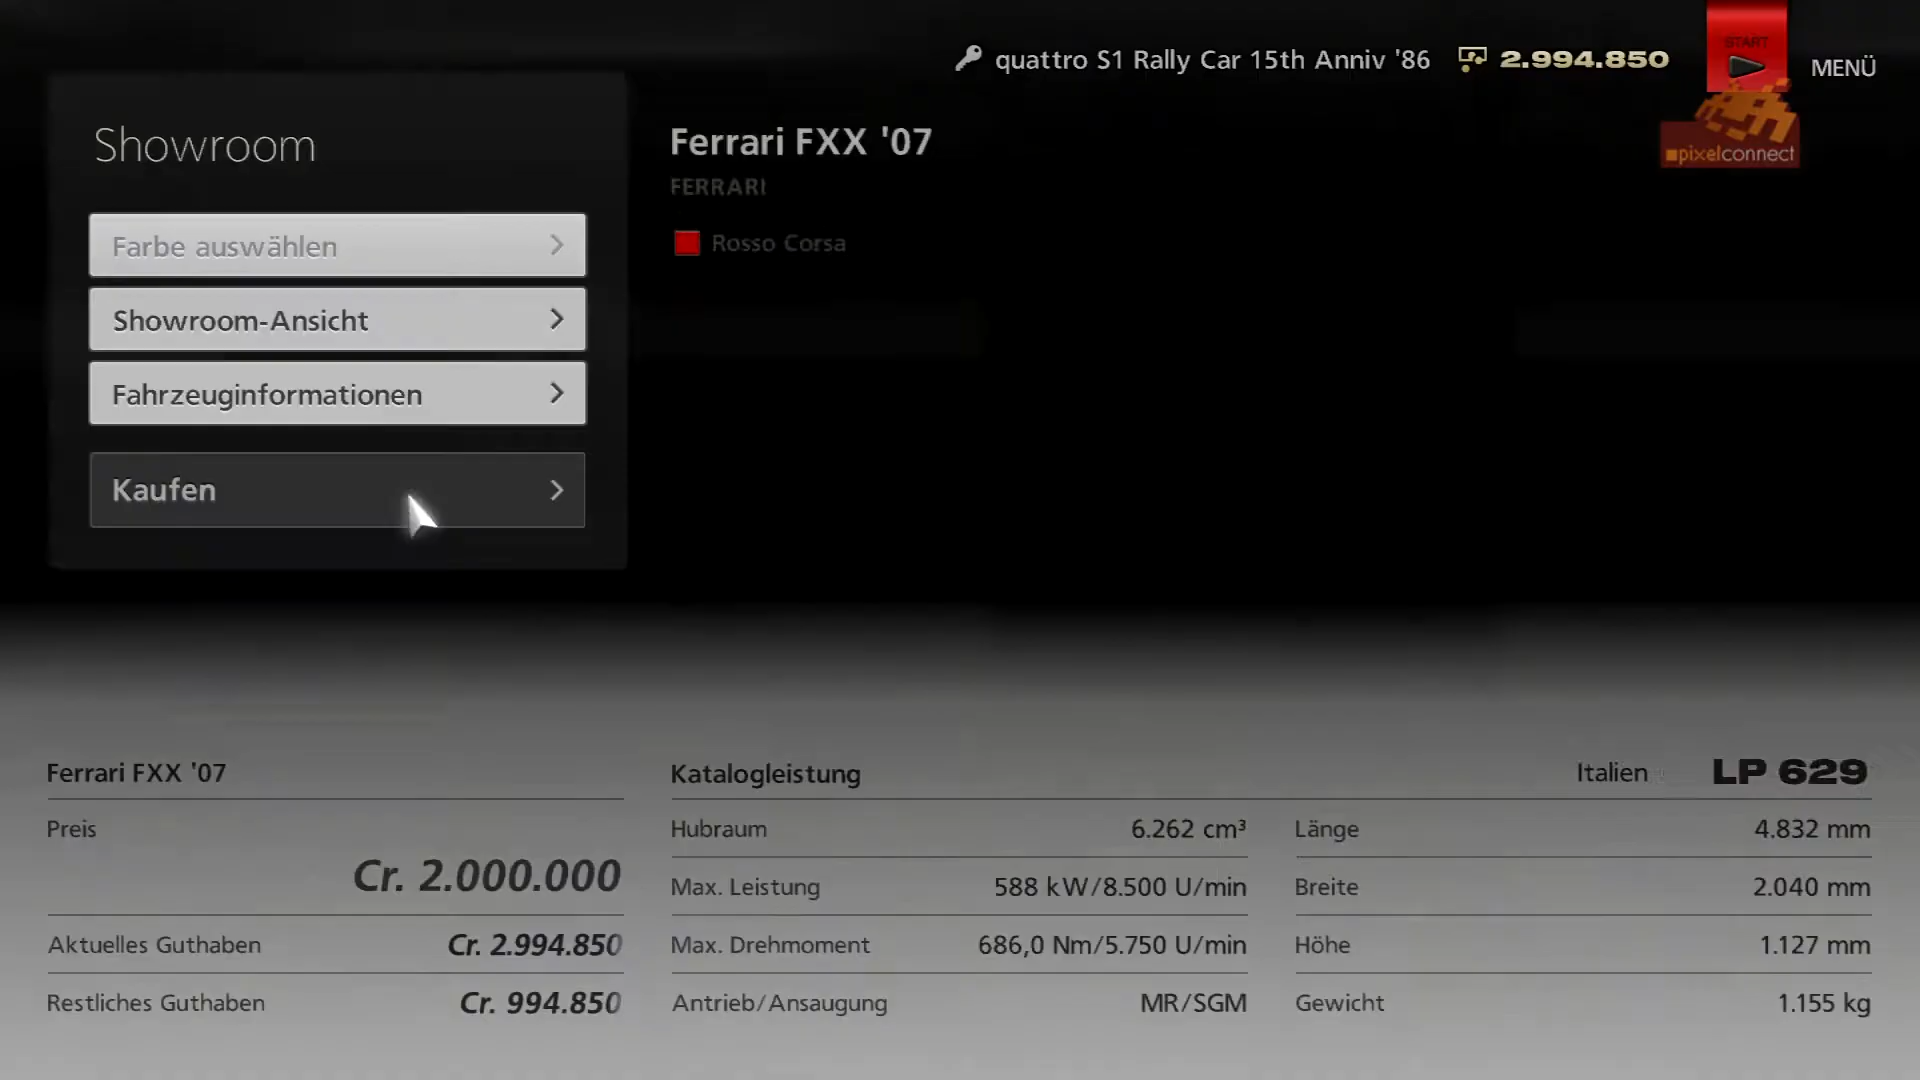 quattro S1 Rally Car 15th Anniv '86
2.994.850
START
MENÜ
pixelconnect
Showroom
Farbe auswählen
Showroom-Ansicht
Fahrzeuginformationen
Kaufen
Ferrari FXX '07
FERRARI
Rosso Corsa
Ferrari FXX '07
Preis
Cr. 2.000.000
Aktuelles Guthaben Cr. 2.994.850
Restliches Guthaben Cr. 994.850
Katalogleistung Italien LP 629
Hubraum 6.262 cm³ Länge 4.832 mm
Max. Leistung 588 kW/8.500 U/min Breite 2.040 mm
Max. Drehmoment 686,0 Nm/5.750 U/min Höhe 1.127 mm
Antrieb/Ansaugung MR/SGM Gewicht 1.155 kg